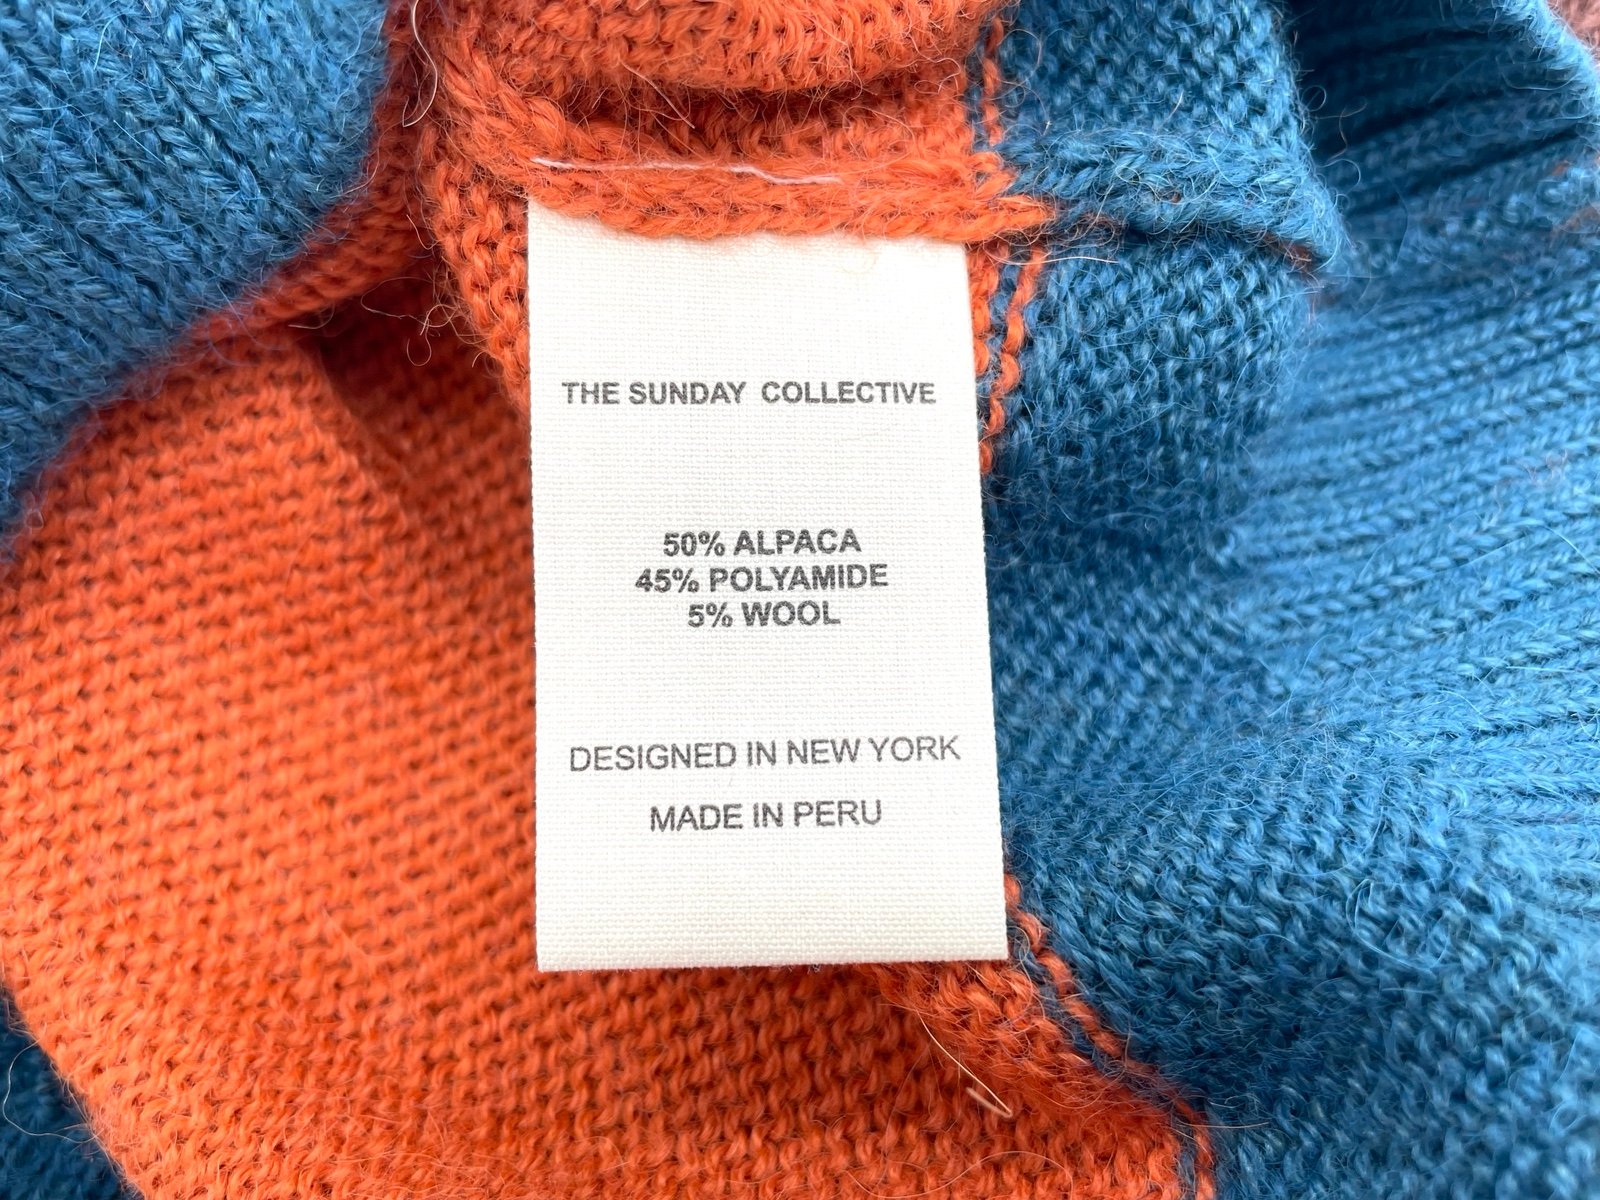 THE SUNDAY COLLECTIVE
50% ALPACA
45% POLYAMIDE
5% WOOL
DESIGNED IN NEW YORK
MADE IN PERU